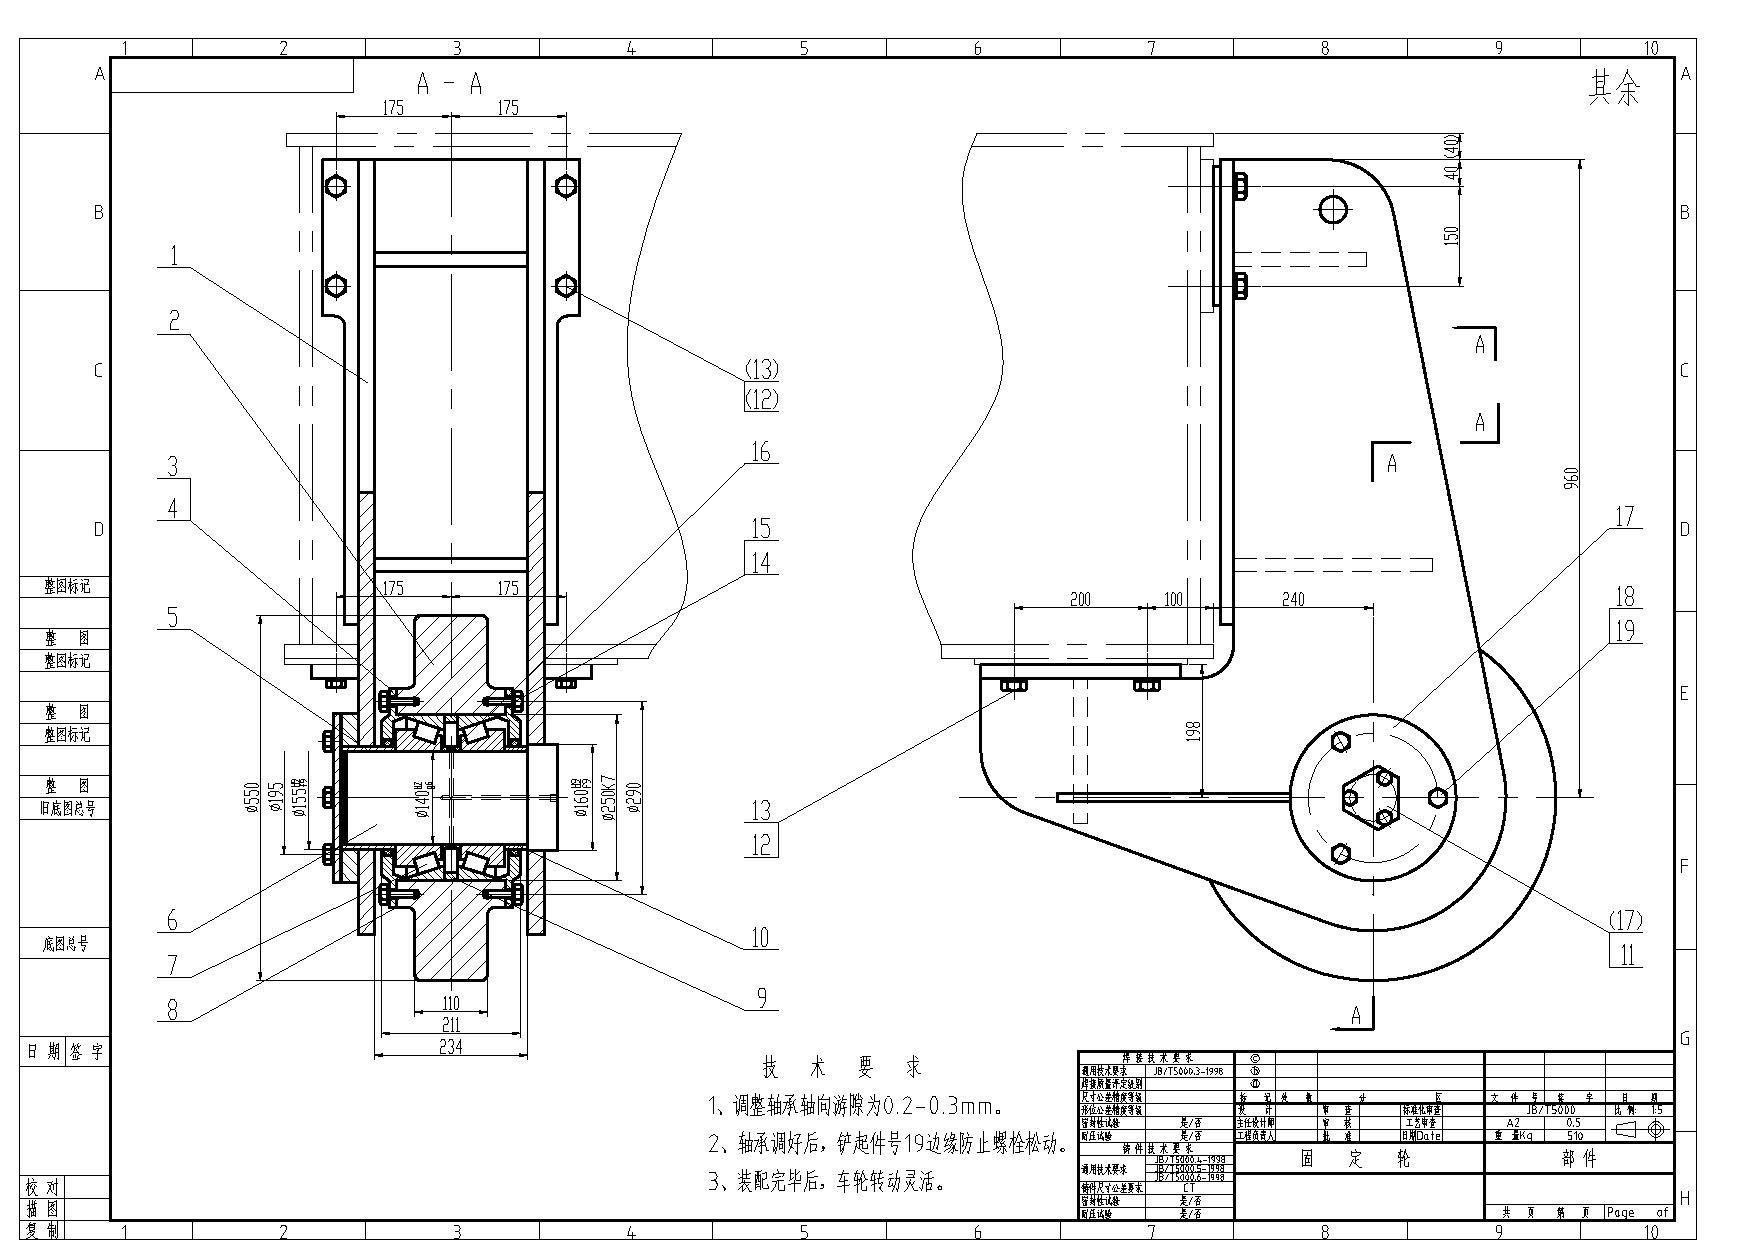 1 2 3 4 5 6 7 8 9 10
A B C D E F G H
A B C D
A - A
其余
175 175
40 (40)
150
960
1
2
3
4
5
6
7
8
(13)
(12)
16
15
14
10
9
175 175
ø550
ø195
ø155
ø140
ø160
ø250K7
ø290
110
211
234
A
A
A
A
200 100 240
198
13
12
17
18
19
(17)
11
整图标记
整 图
整图标记
整 图
整图标记
整 图
旧底图总号
底图总号
日 期 签 字
校 对
描 图
复 制
技 术 要 求
1、调整轴承轴向游隙为0.2-0.3mm。
2、轴承调好后，铲起件号19边缘防止螺栓松动。
3、装配完毕后，车轮转动灵活。
焊 接 技 术 要 求
通用技术要求 JB/T5000.3-1998
焊接质量评定级别
尺寸公差精度等级
形位公差精度等级
密封性试验 是/否
耐压试验 是/否
铸 件 技 术 要 求
通用技术要求
JB/T5000.4-1998
JB/T5000.5-1998
JB/T5000.6-1998
铸件尺寸公差要求 CT
密封性试验 是/否
耐压试验 是/否
标 记 处 数 分 区 文 件 号 签 字 日 期
设 计 审 查 标准化审查 JB/T5000 比 例: 1:5
主任设计师 审 核 工艺审查 A2 0.5
工程负责人 批 准 日期Date 重 量Kg 510
固 定 轮
部 件
共 页 第 页 Page of
1 2 3 4 5 6 7 8 9 10